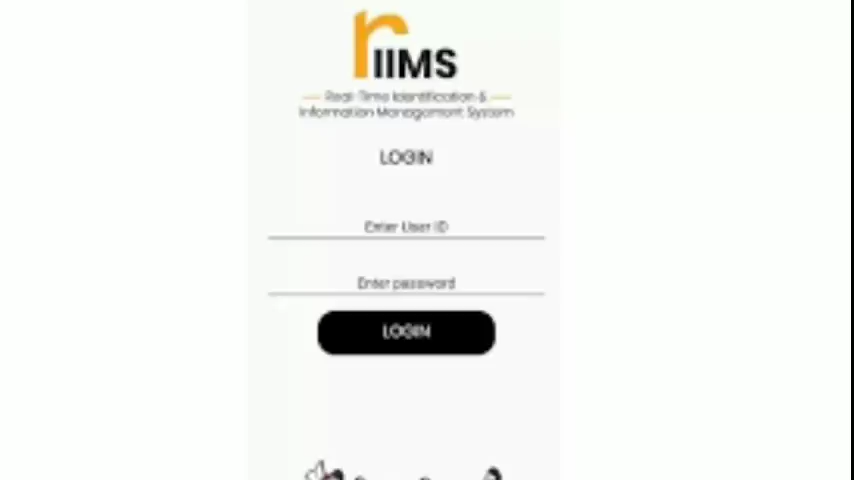 rIIMS
Real-Time Identification &
Information Management System
LOGIN
Enter User ID
Enter password
LOGIN